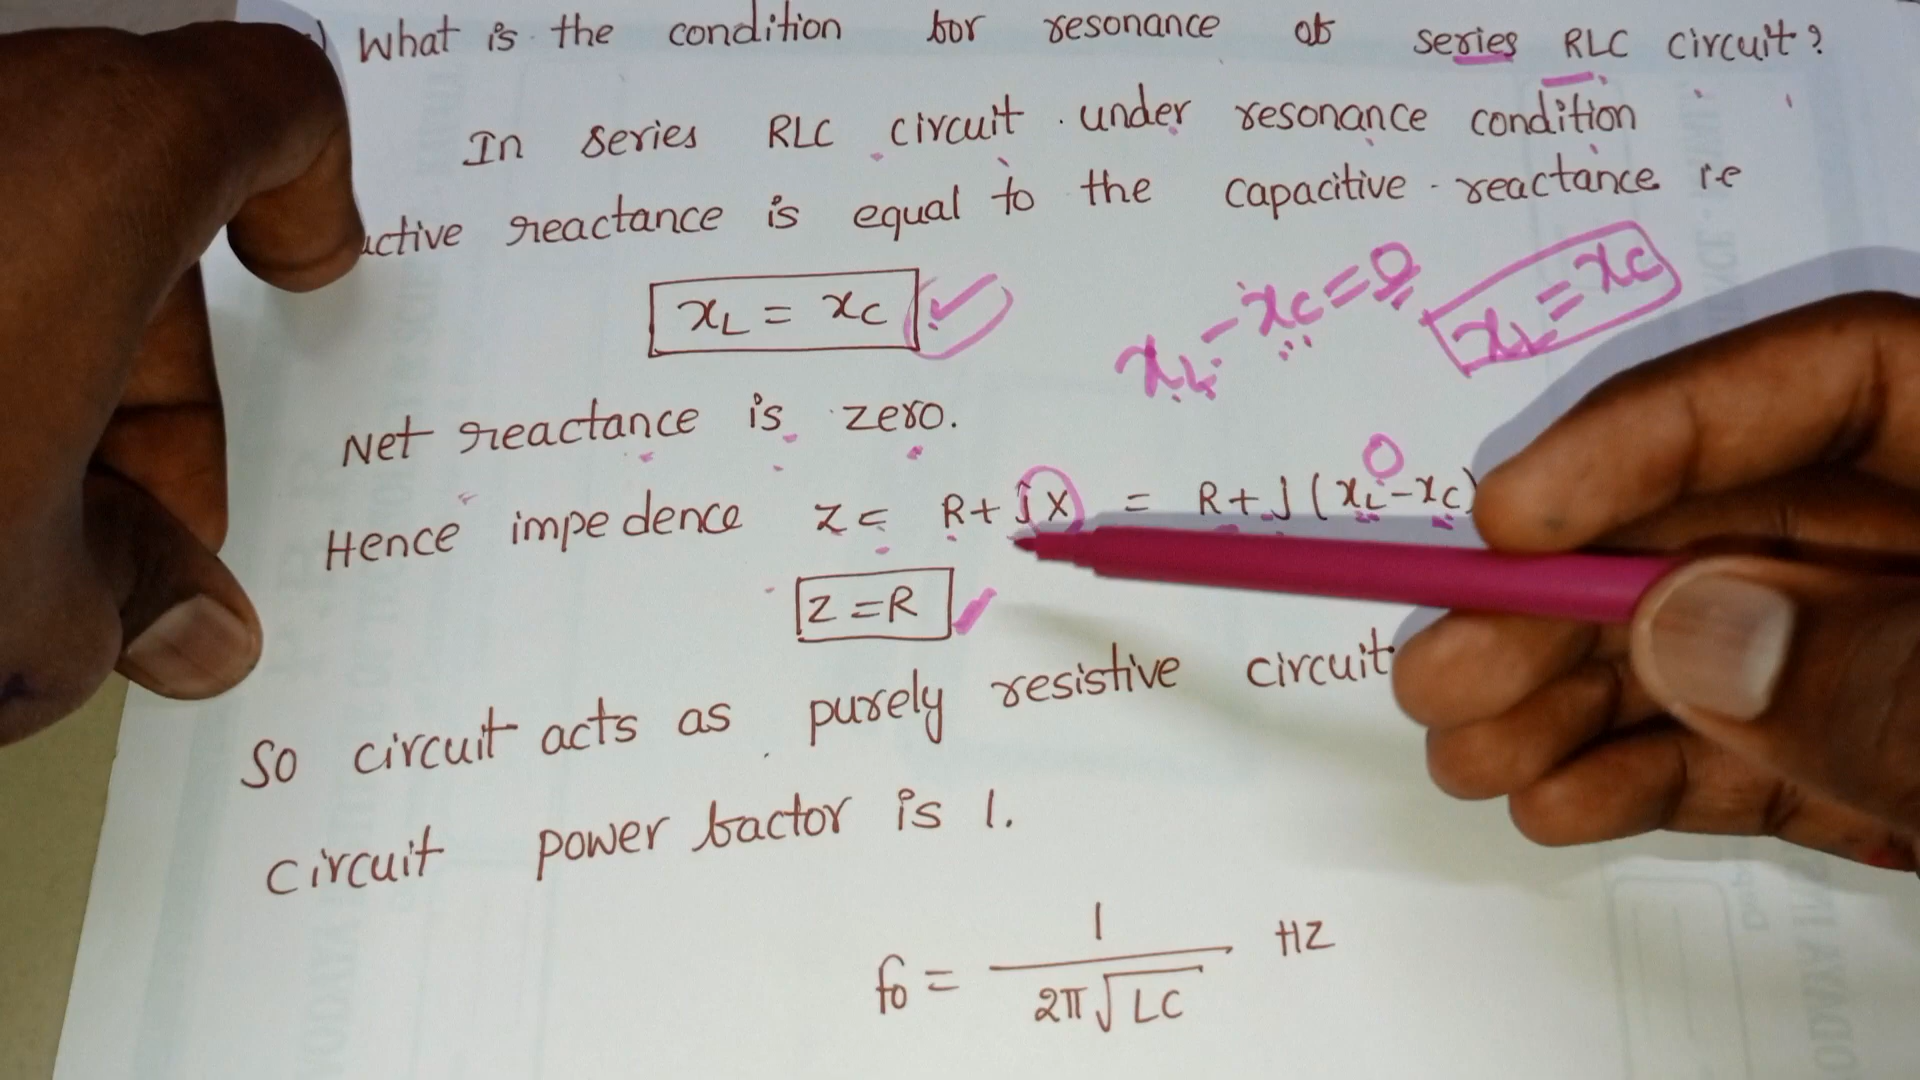 What is the condition for resonance of series RLC circuit?
In series RLC circuit under resonance condition
uctive reactance is equal to the capacitive reactance i.e
XL = XC
XL - XC = 0
XL = XC
Net reactance is zero.
0
Hence impedence Z = R + JX = R + J (XL - XC)
Z = R
So circuit acts as purely resistive circuit
circuit power factor is 1.
f0 = 1 / 2π√LC HZ